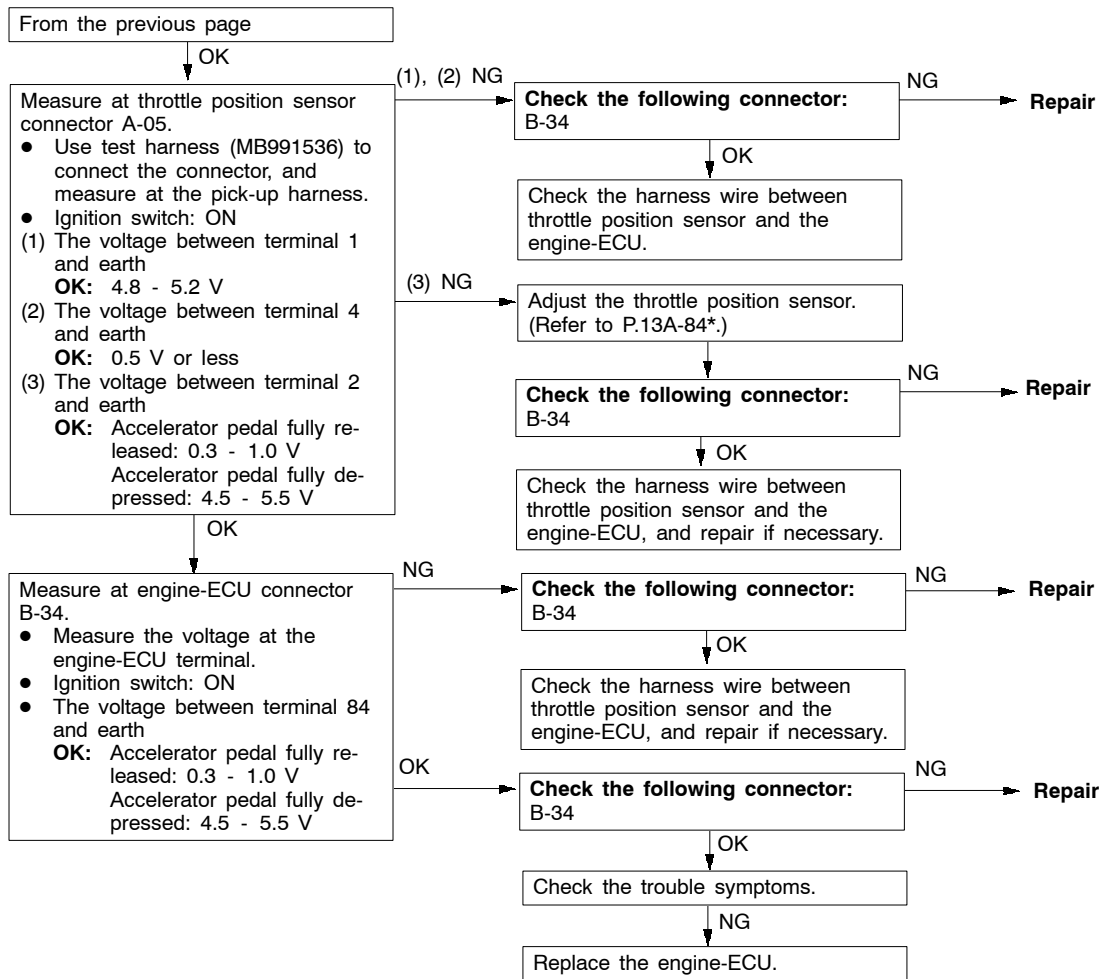 From the previous page
OK
Measure at throttle position sensor
connector A-05.
● Use test harness (MB991536) to
connect the connector, and
measure at the pick-up harness.
● Ignition switch: ON
(1) The voltage between terminal 1
and earth
OK: 4.8 - 5.2 V
(2) The voltage between terminal 4
and earth
OK: 0.5 V or less
(3) The voltage between terminal 2
and earth
OK: Accelerator pedal fully re-
leased: 0.3 - 1.0 V
Accelerator pedal fully de-
pressed: 4.5 - 5.5 V
(1), (2) NG
Check the following connector:
B-34
NG
Repair
OK
Check the harness wire between
throttle position sensor and the
engine-ECU.
(3) NG
Adjust the throttle position sensor.
(Refer to P.13A-84*.)
Check the following connector:
B-34
NG
Repair
OK
Check the harness wire between
throttle position sensor and the
engine-ECU, and repair if necessary.
OK
Measure at engine-ECU connector
B-34.
● Measure the voltage at the
engine-ECU terminal.
● Ignition switch: ON
● The voltage between terminal 84
and earth
OK: Accelerator pedal fully re-
leased: 0.3 - 1.0 V
Accelerator pedal fully de-
pressed: 4.5 - 5.5 V
NG
Check the following connector:
B-34
NG
Repair
OK
Check the harness wire between
throttle position sensor and the
engine-ECU, and repair if necessary.
OK
Check the following connector:
B-34
NG
Repair
OK
Check the trouble symptoms.
NG
Replace the engine-ECU.